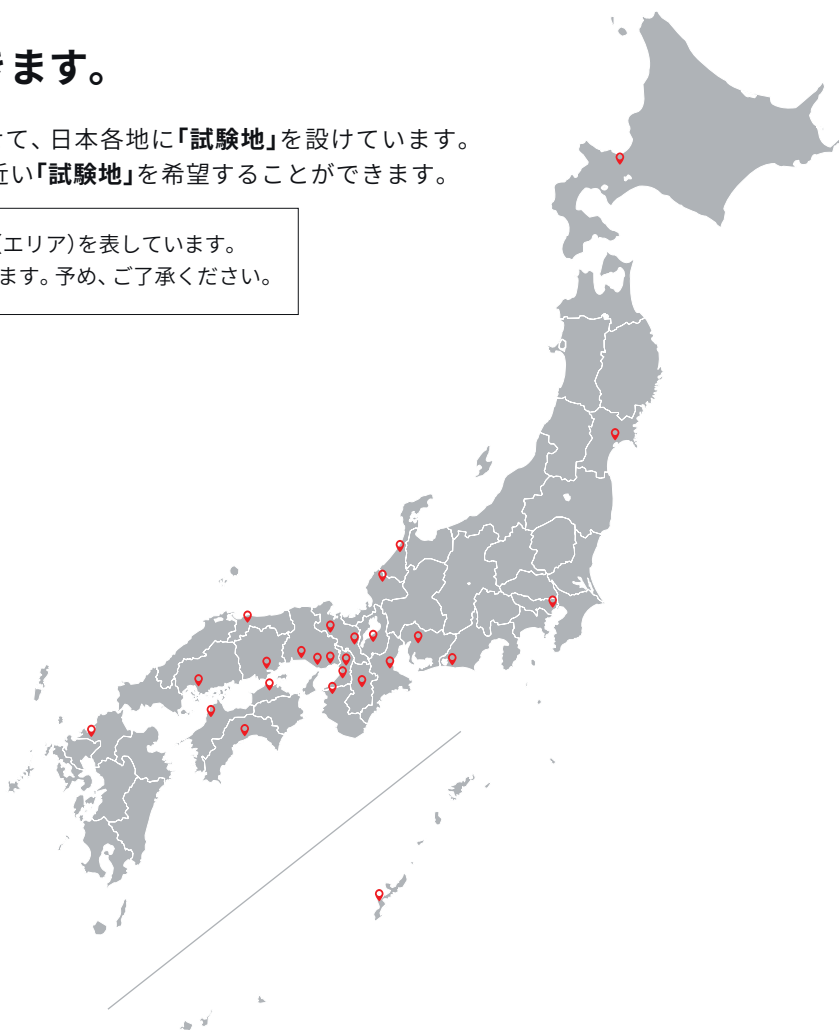 きます。
て、日本各地に「試験地」を設けています。
近い「試験地」を希望することができます。
(エリア)を表しています。
ます。予め、ご了承ください。